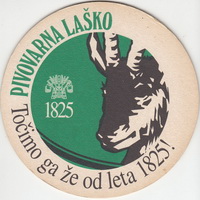 PIVOVARNA LAŠKO
1825
Točimo ga že od leta 1825!